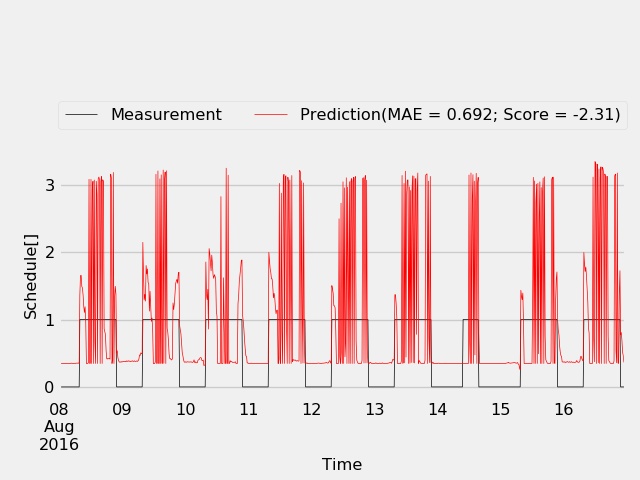 Measurement
Prediction(MAE = 0.692; Score = -2.31)
3
2
1
0
Schedule[]
08 09 10 11 12 13 14 15 16
Aug
2016
Time